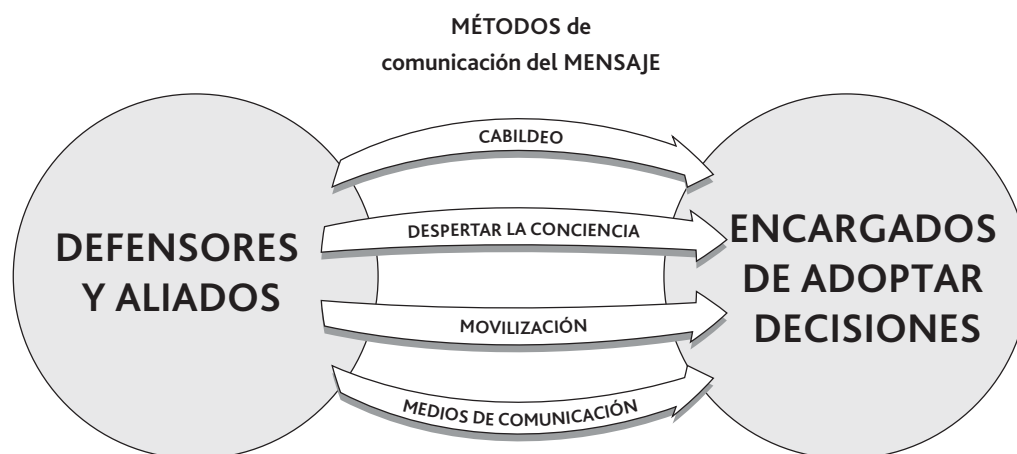 MÉTODOS de
comunicación del MENSAJE
CABILDEO
DESPERTAR LA CONCIENCIA
MOVILIZACIÓN
MEDIOS DE COMUNICACIÓN
DEFENSORES
Y ALIADOS
ENCARGADOS
DE ADOPTAR
DECISIONES